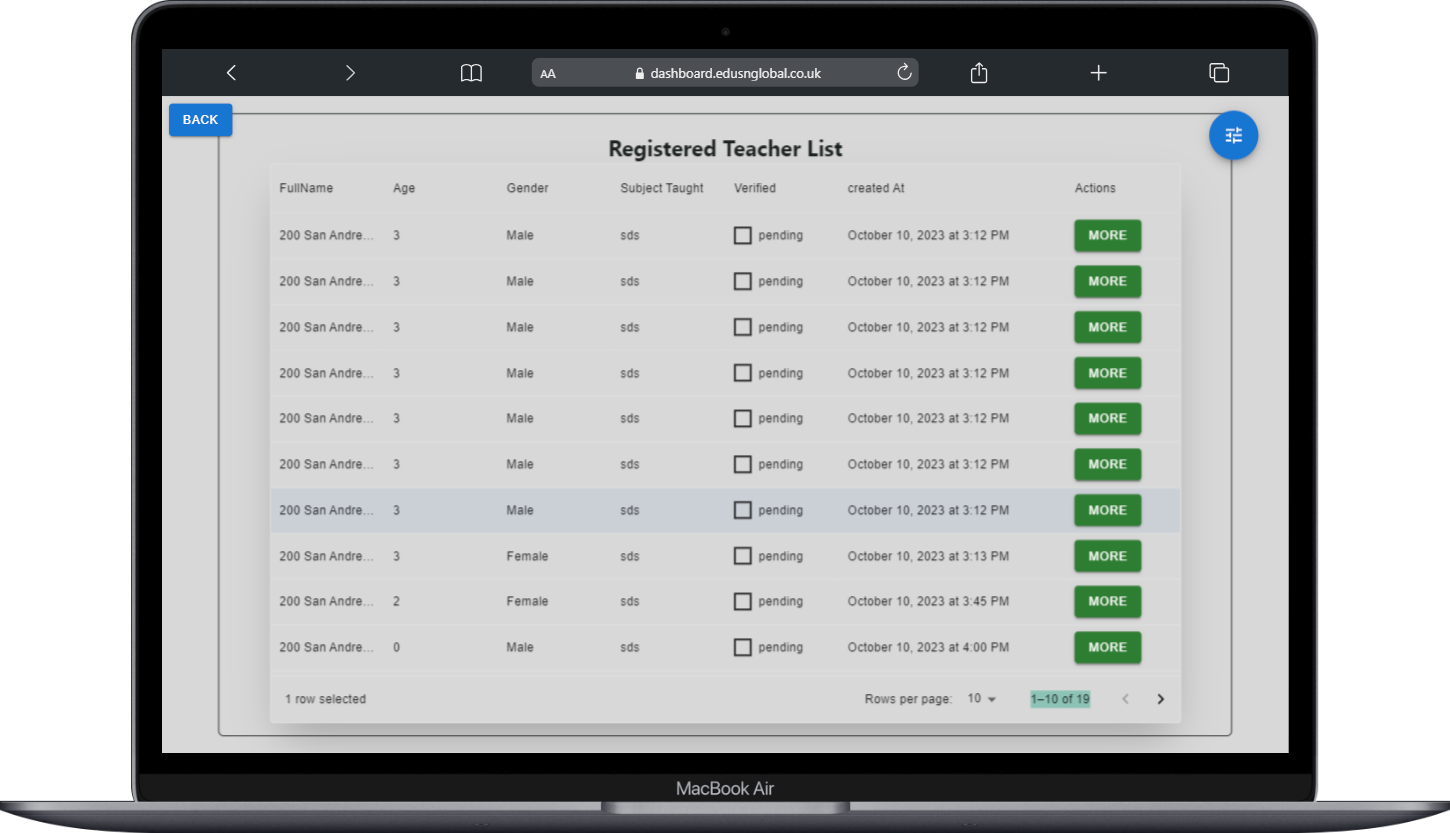 AA dashboard.edusnglobal.co.uk
BACK
Registered Teacher List
FullName Age Gender Subject Taught Verified created At Actions
200 San Andre... 3 Male sds pending October 10, 2023 at 3:12 PM MORE
200 San Andre... 3 Male sds pending October 10, 2023 at 3:12 PM MORE
200 San Andre... 3 Male sds pending October 10, 2023 at 3:12 PM MORE
200 San Andre... 3 Male sds pending October 10, 2023 at 3:12 PM MORE
200 San Andre... 3 Male sds pending October 10, 2023 at 3:12 PM MORE
200 San Andre... 3 Male sds pending October 10, 2023 at 3:12 PM MORE
200 San Andre... 3 Male sds pending October 10, 2023 at 3:12 PM MORE
200 San Andre... 3 Female sds pending October 10, 2023 at 3:13 PM MORE
200 San Andre... 2 Female sds pending October 10, 2023 at 3:45 PM MORE
200 San Andre... 0 Male sds pending October 10, 2023 at 4:00 PM MORE
1 row selected Rows per page: 10 1–10 of 19
MacBook Air